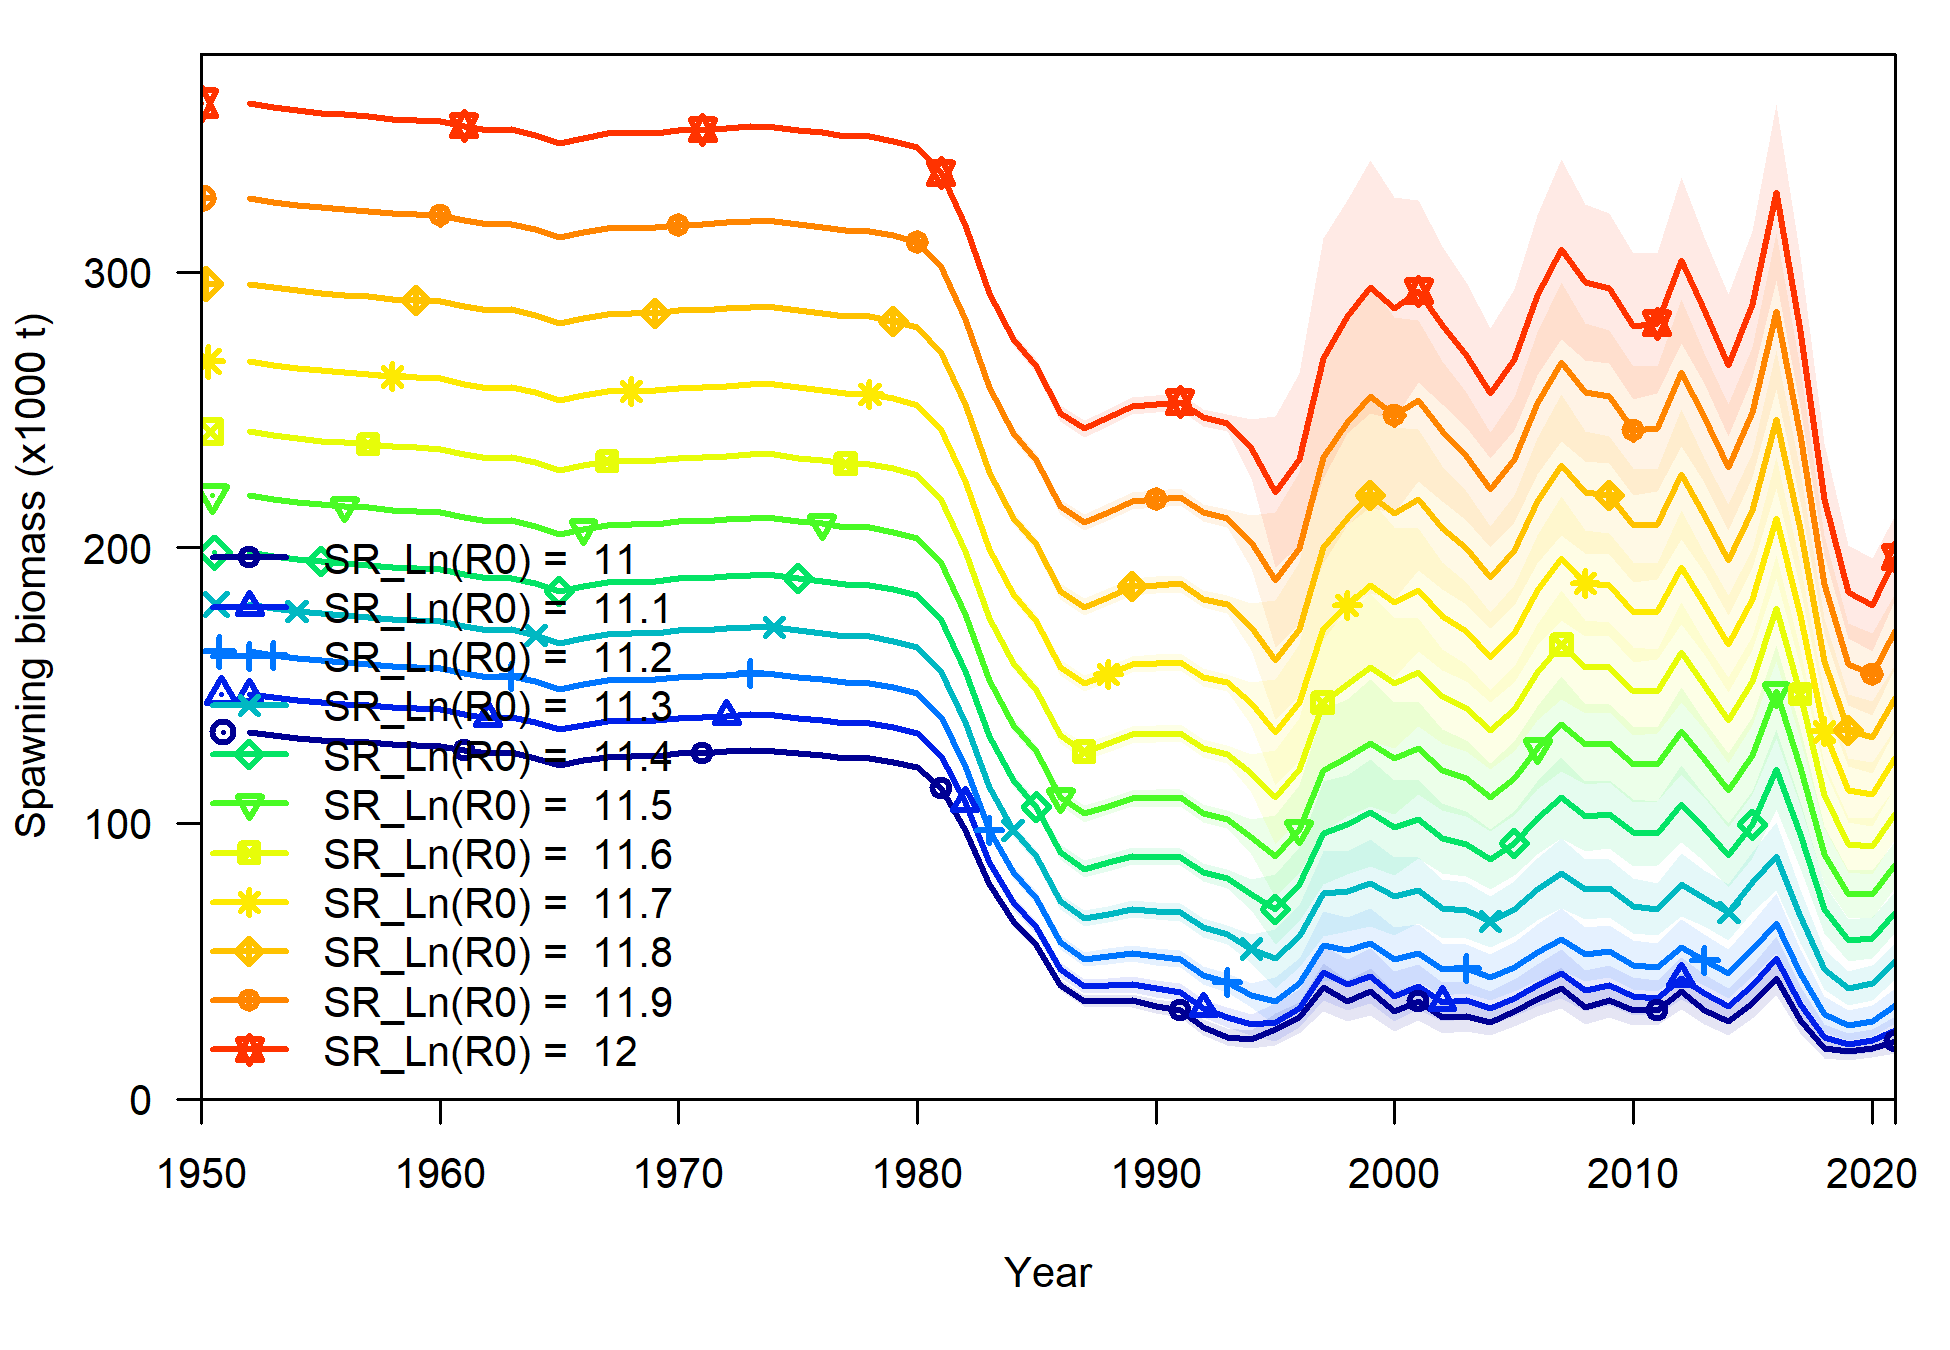 Spawning biomass (x1000 t)
300
200
100
0
SR_Ln(R0) = 11
SR_Ln(R0) = 11.1
SR_Ln(R0) = 11.2
SR_Ln(R0) = 11.3
SR_Ln(R0) = 11.4
SR_Ln(R0) = 11.5
SR_Ln(R0) = 11.6
SR_Ln(R0) = 11.7
SR_Ln(R0) = 11.8
SR_Ln(R0) = 11.9
SR_Ln(R0) = 12
1950 1960 1970 1980 1990 2000 2010 2020
Year